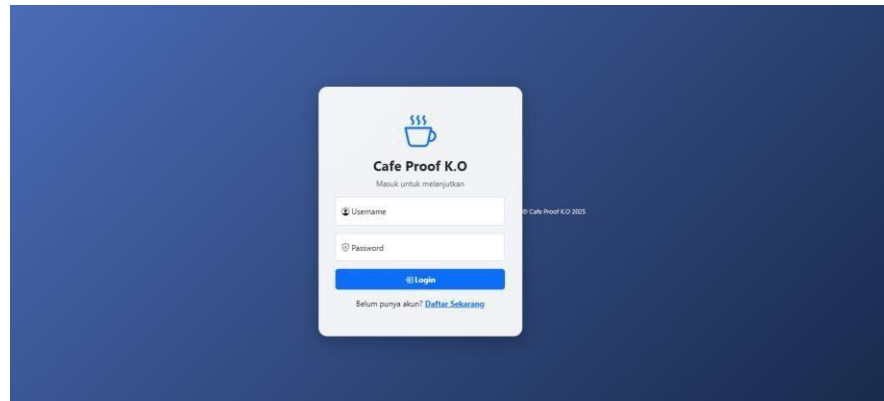 Cafe Proof K.O
Masuk untuk melanjutkan
Username
© Cafe Proof K.O 2025
Password
Login
Belum punya akun? Daftar Sekarang